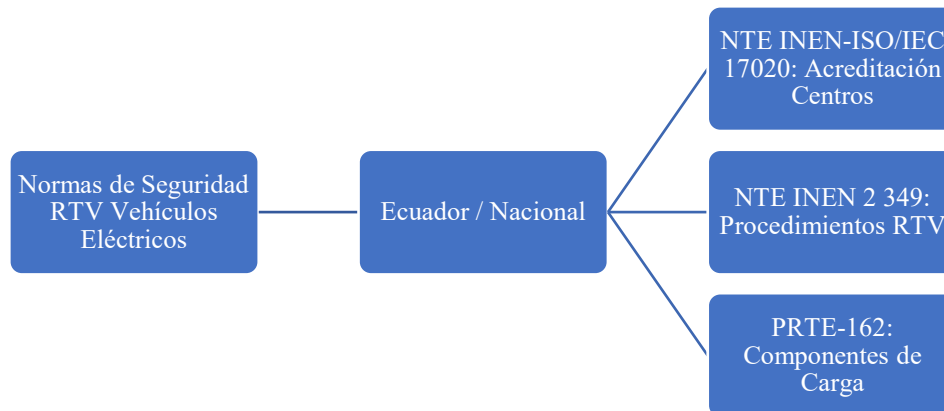 Normas de Seguridad
RTV Vehículos
Eléctricos
Ecuador / Nacional
NTE INEN-ISO/IEC
17020: Acreditación
Centros
NTE INEN 2 349:
Procedimientos RTV
PRTE-162:
Componentes de
Carga